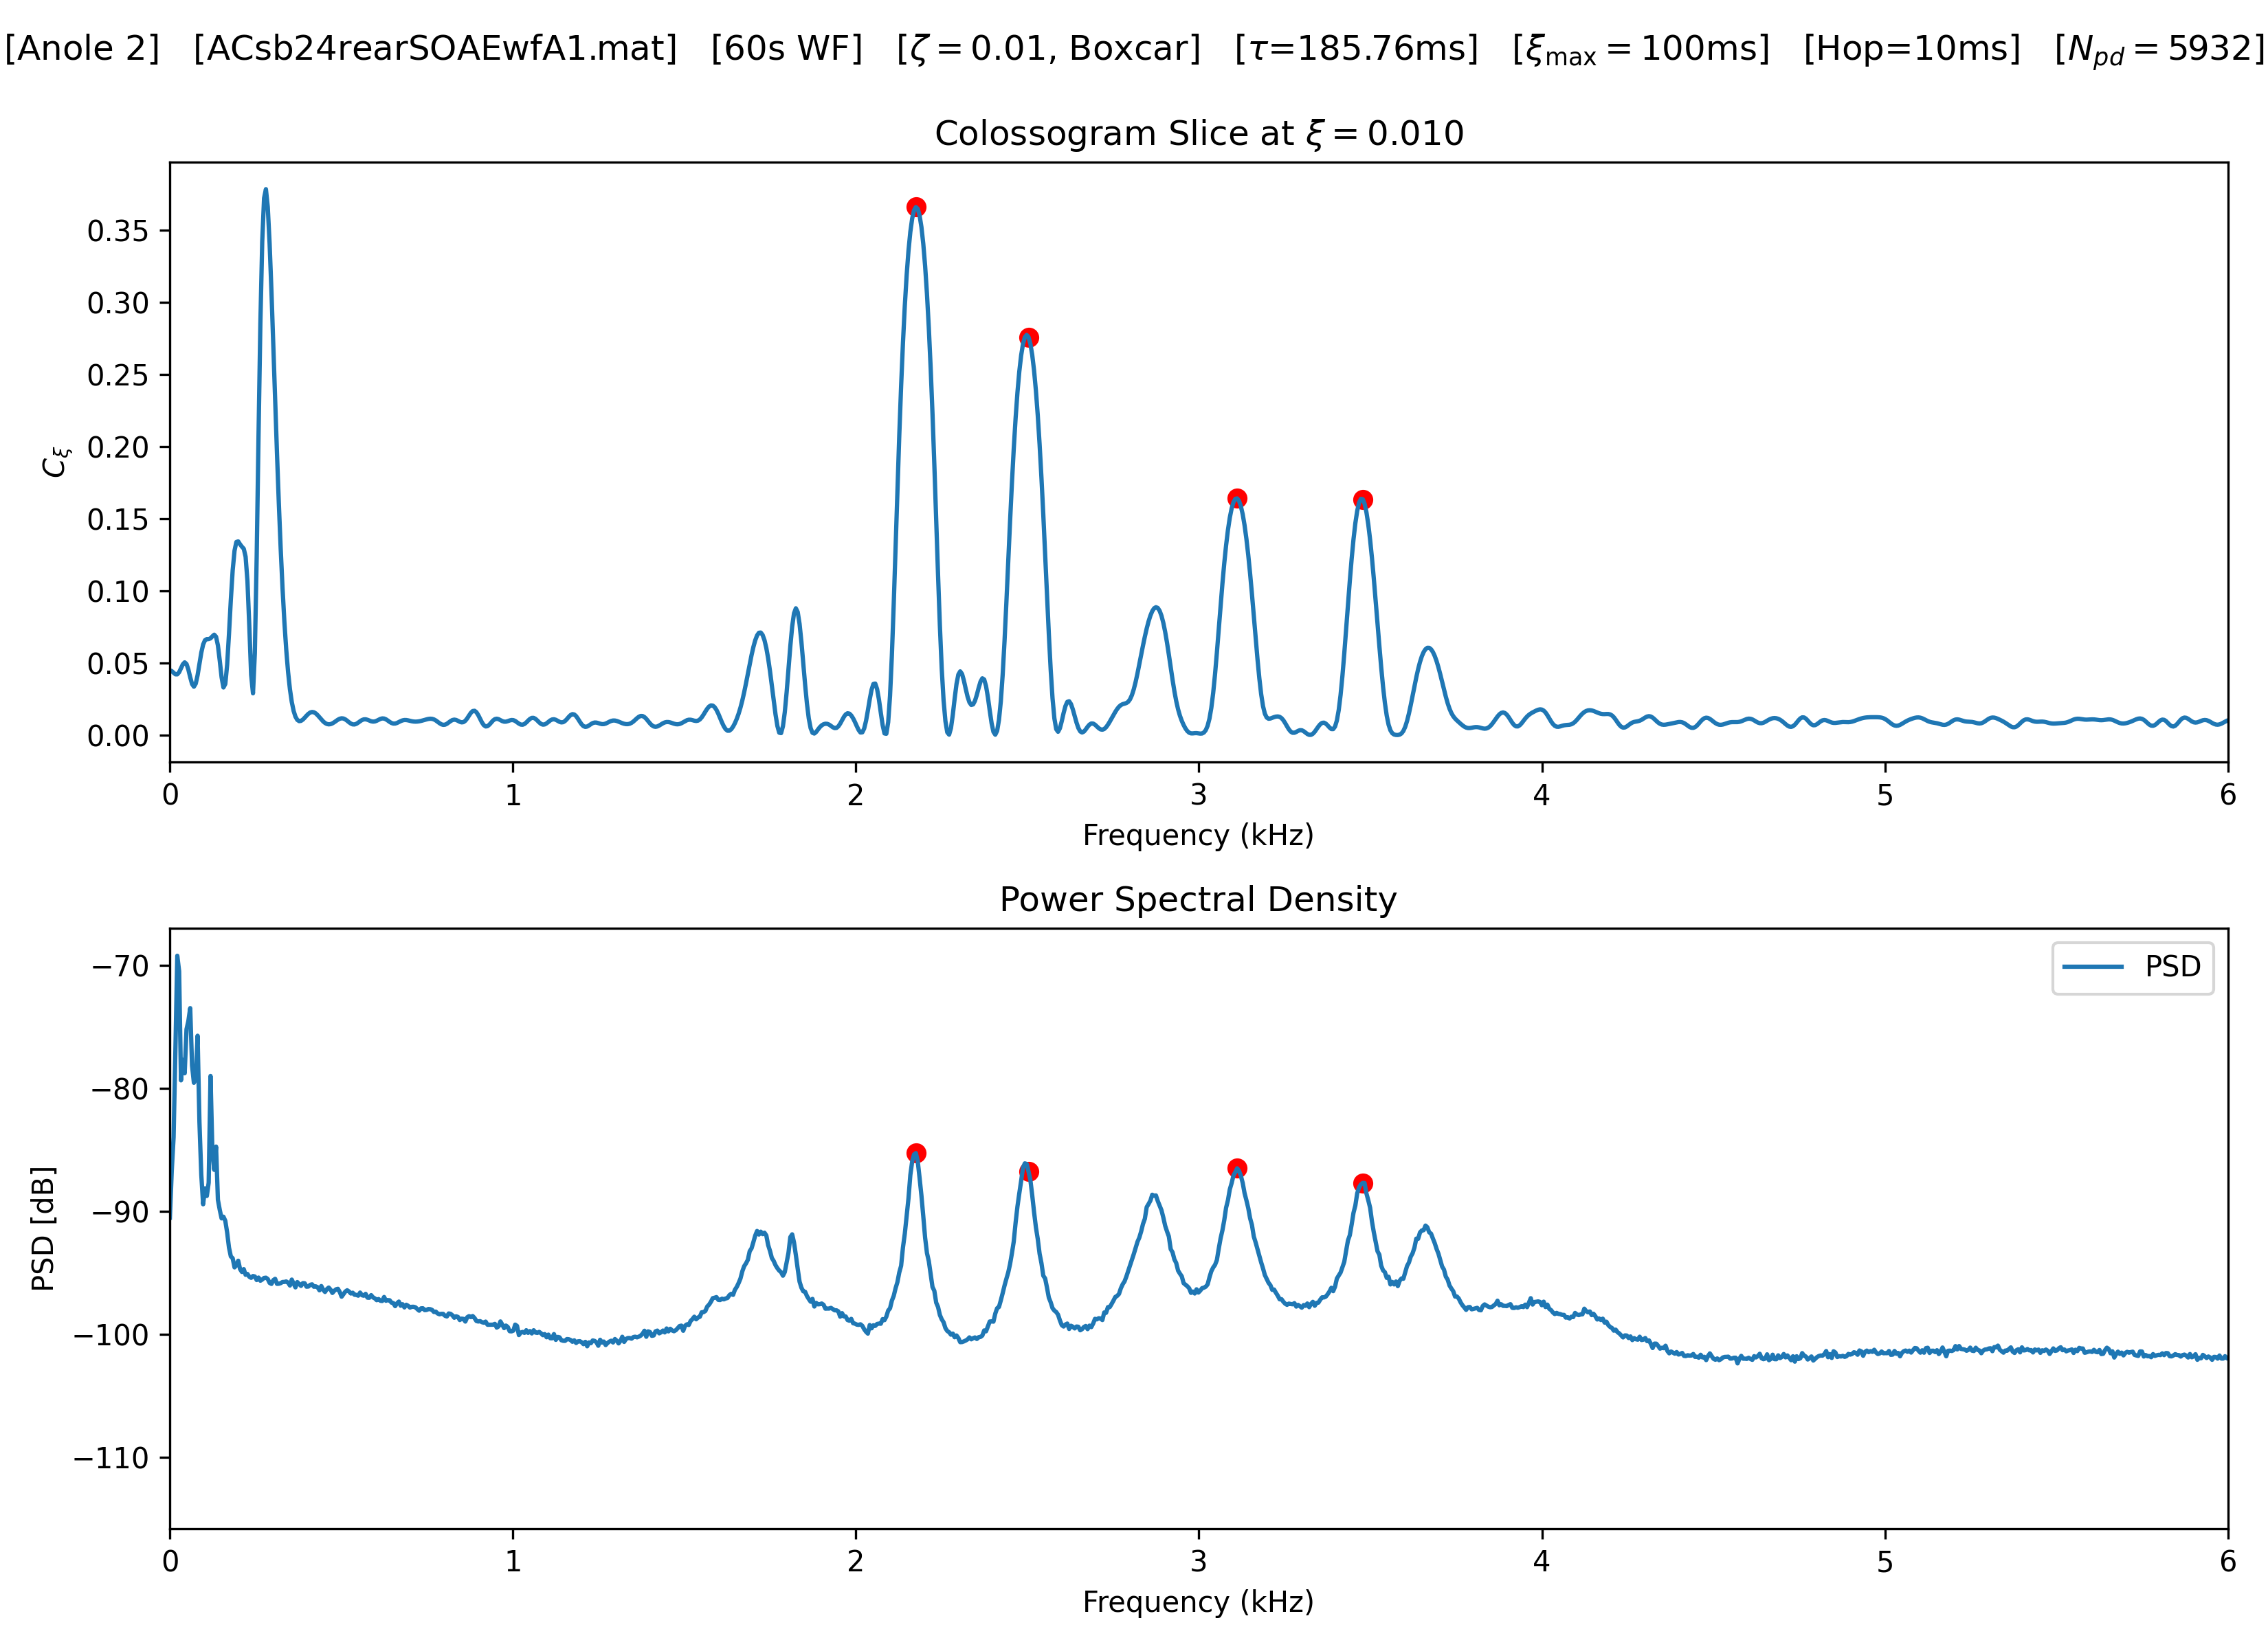 [Anole 2] [ACsb24rearSOAEwfA1.mat] [60s WF] [ζ = 0.01, Boxcar] [τ=185.76ms] [ξmax = 100ms] [Hop=10ms] [Npd = 5932]
Colossogram Slice at ξ = 0.010
0.35
0.30
0.25
0.20
0.15
0.10
0.05
0.00
Cξ
0 1 2 3 4 5 6
Frequency (kHz)
Power Spectral Density
PSD
−70
−80
−90
−100
−110
PSD [dB]
0 1 2 3 4 5 6
Frequency (kHz)